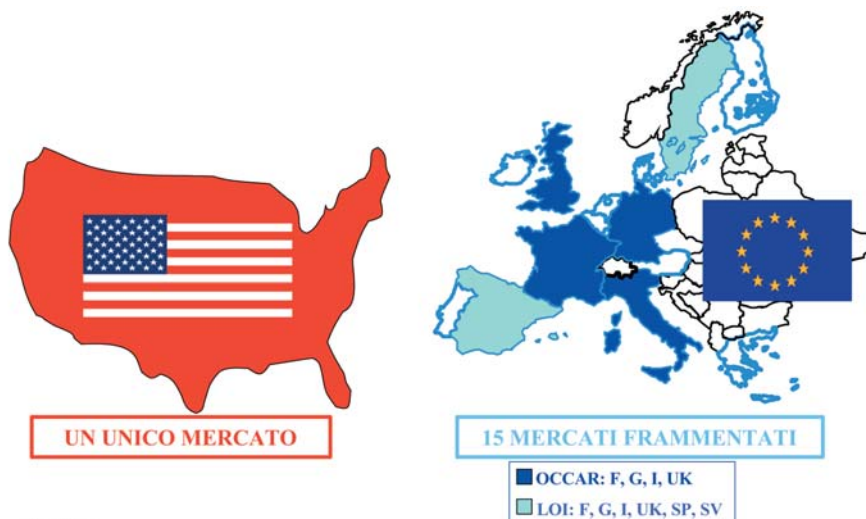 UN UNICO MERCATO
15 MERCATI FRAMMENTATI
OCCAR: F, G, I, UK
LOI: F, G, I, UK, SP, SV